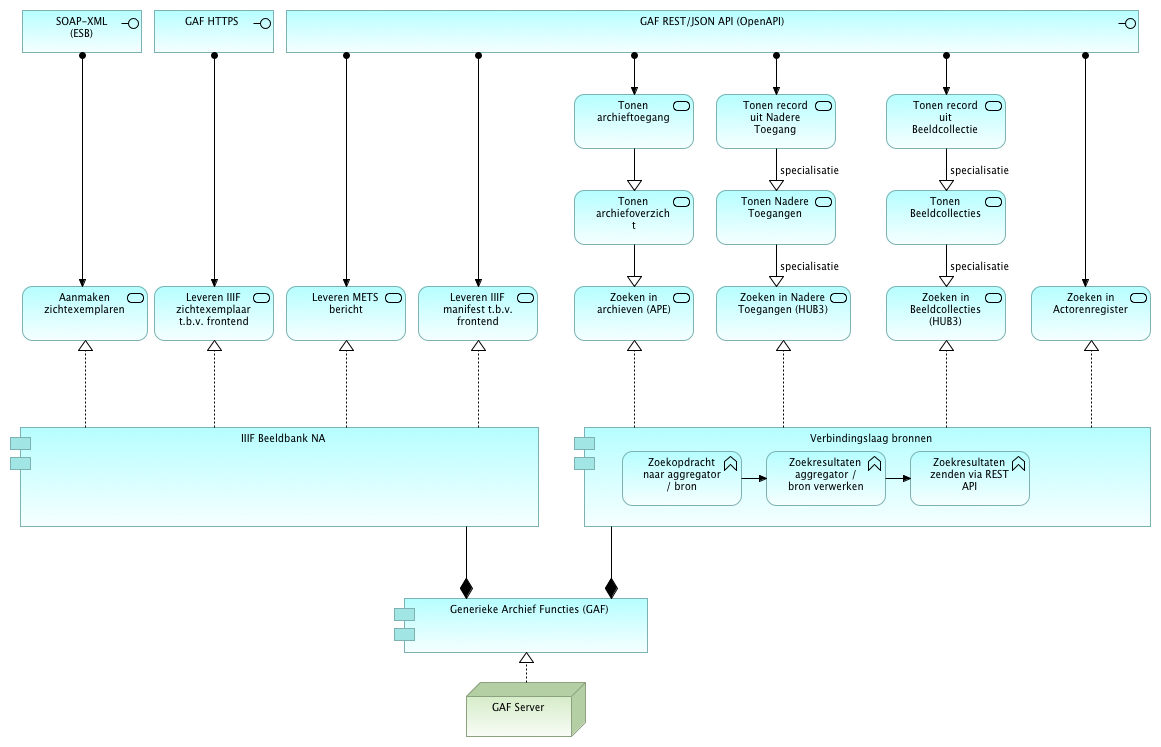 SOAP-XML
(ESB)
GAF HTTPS
GAF REST/JSON API (OpenAPI)
Tonen
archieftoegang
Tonen record
uit Nadere
Toegang
Tonen record
uit
Beeldcollectie
specialisatie
specialisatie
Tonen
archiefoverzich
t
Tonen Nadere
Toegangen
Tonen
Beeldcollecties
specialisatie
specialisatie
Aanmaken
zichtexemplaren
Leveren IIIF
zichtexemplaar
t.b.v. frontend
Leveren METS
bericht
Leveren IIIF
manifest t.b.v.
frontend
Zoeken in
archieven (APE)
Zoeken in Nadere
Toegangen (HUB3)
Zoeken in
Beeldcollecties
(HUB3)
Zoeken in
Actorenregister
IIIF Beeldbank NA
Verbindingslaag bronnen
Zoekopdracht
naar aggregator
/ bron
Zoekresultaten
aggregator /
bron verwerken
Zoekresultaten
zenden via REST
API
Generieke Archief Functies (GAF)
GAF Server